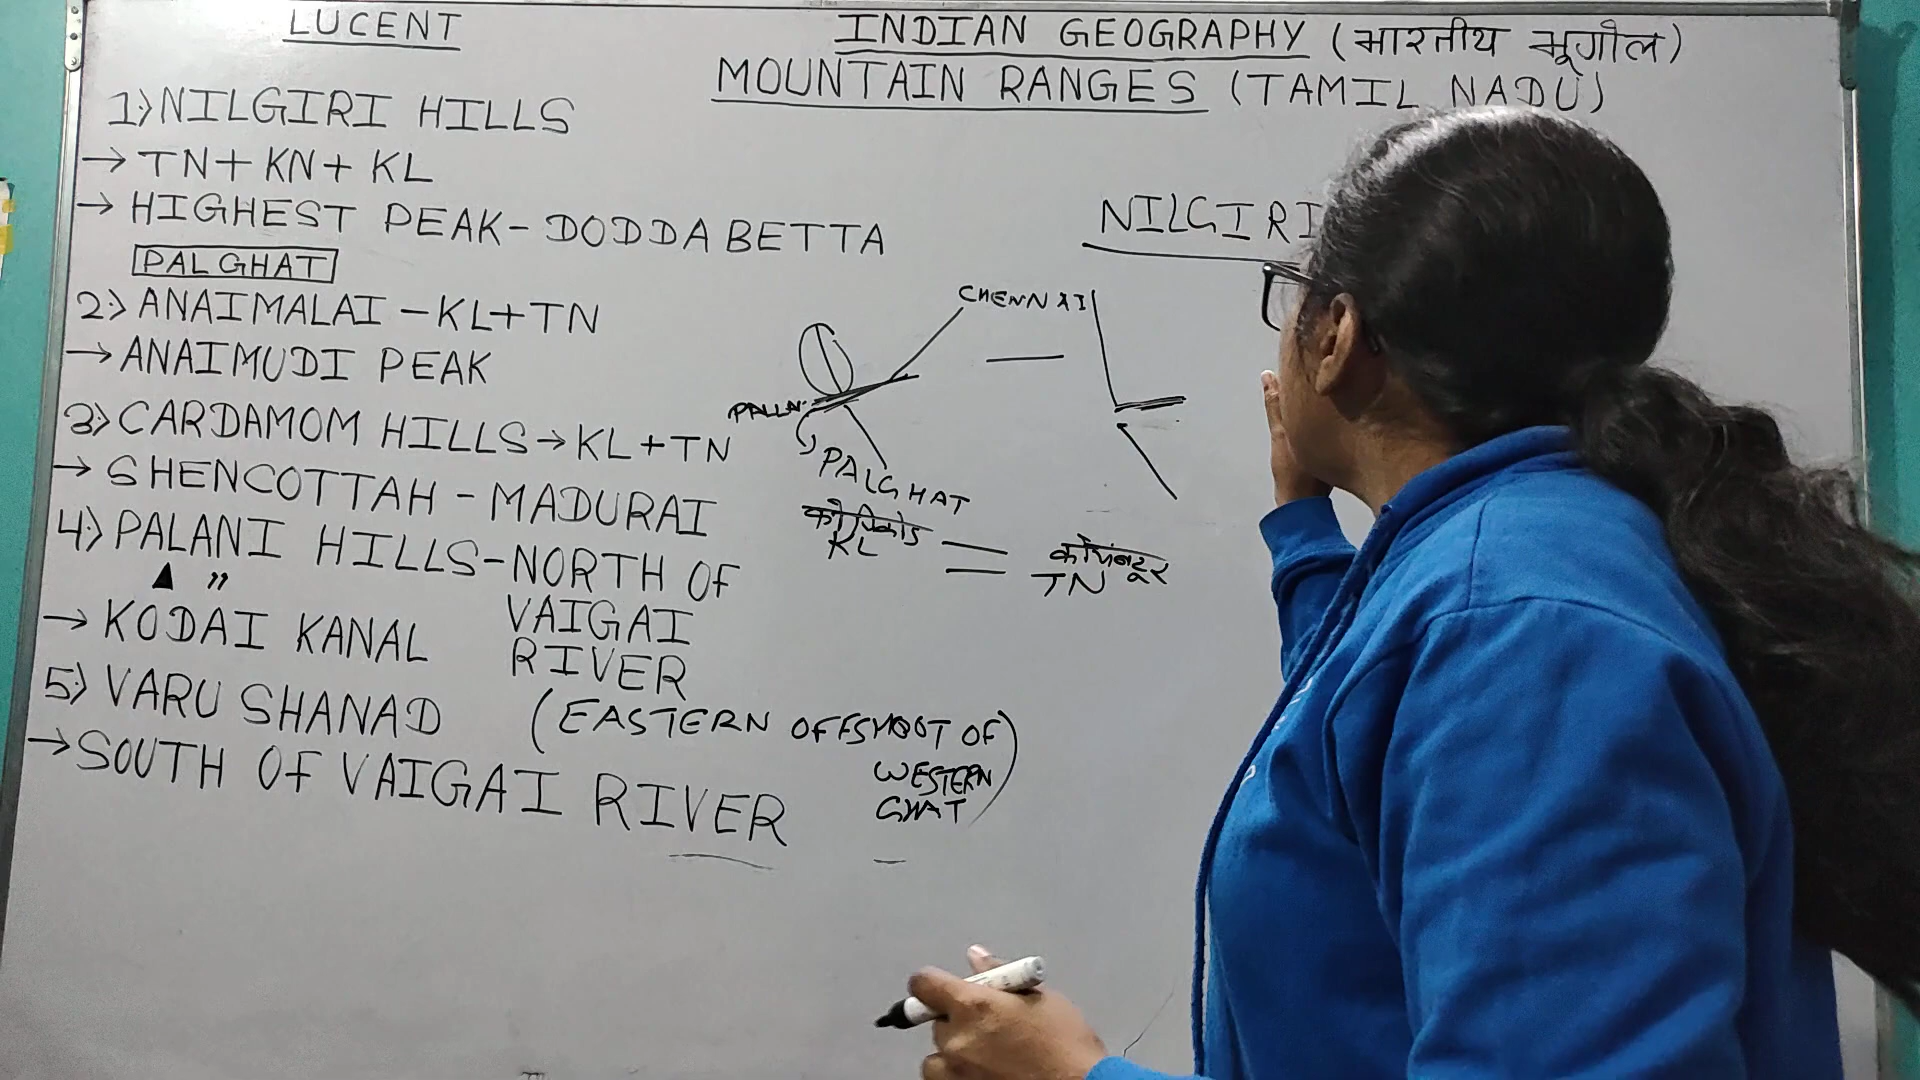 LUCENT
INDIAN GEOGRAPHY (भारतीय भूगोल)
MOUNTAIN RANGES (TAMIL NADU)
1) NILGIRI HILLS
→ TN + KN + KL
→ HIGHEST PEAK - DODDA BETTA
PALGHAT
2) ANAIMALAI - KL + TN
→ ANAIMUDI PEAK
3) CARDAMOM HILLS → KL + TN
→ SHENCOTTAH - MADURAI
4) PALANI HILLS - NORTH OF
VAIGAI
RIVER
▲ "
→ KODAI KANAL
5) VARUSHANAD (EASTERN OFFSHOOT OF
WESTERN
GHAT)
→ SOUTH OF VAIGAI RIVER
NILGIRI
CHENNAI
PALGHAT
KL
कोयंबटूर
TN